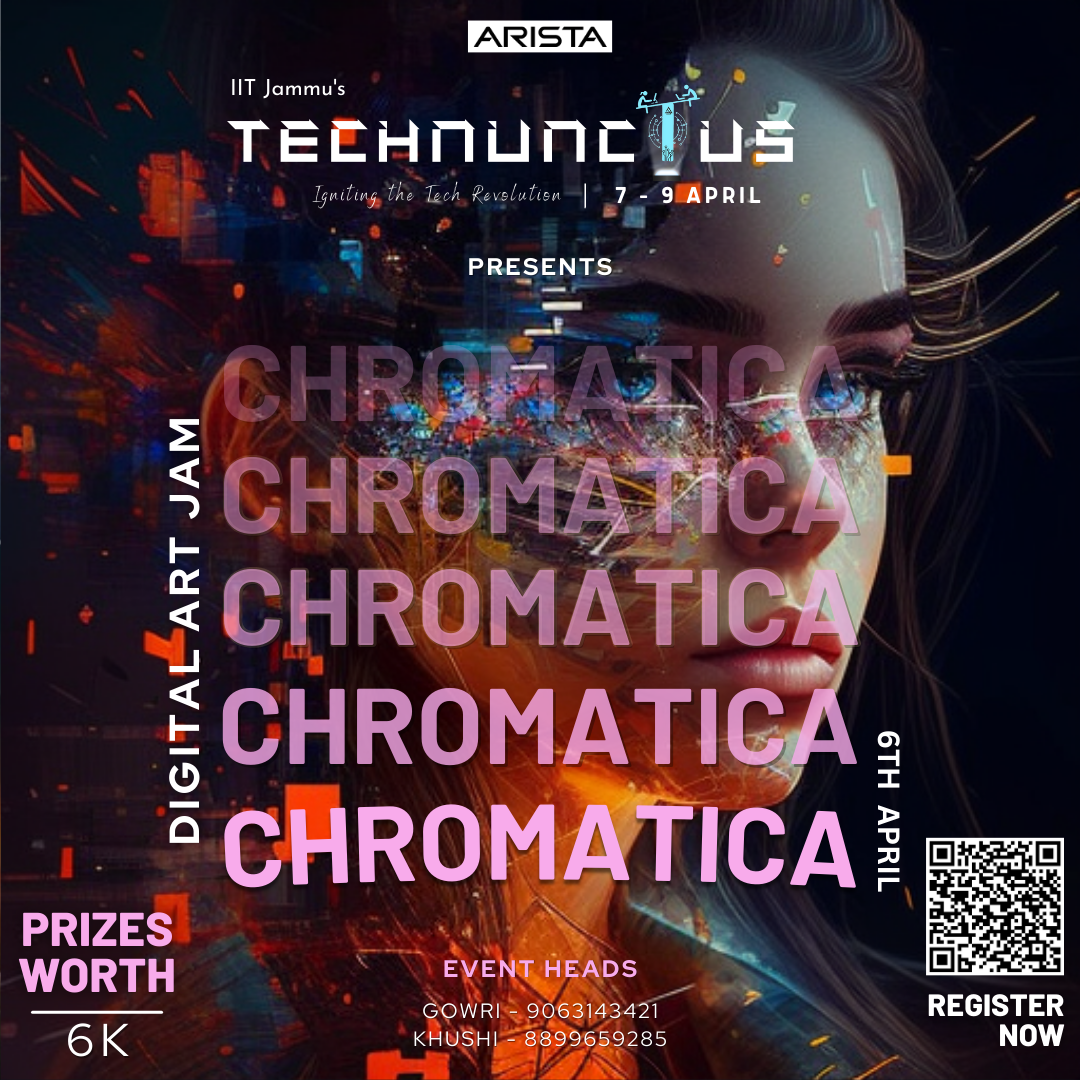 ARISTA
IIT Jammu's
TECHNUNCTUS
Igniting the Tech Revolution | 7 - 9 APRIL
PRESENTS
CHROMATICA
CHROMATICA
CHROMATICA
CHROMATICA
CHROMATICA
DIGITAL ART JAM
6TH APRIL
PRIZES
WORTH
6K
EVENT HEADS
GOWRI - 9063143421
KHUSHI - 8899659285
REGISTER
NOW